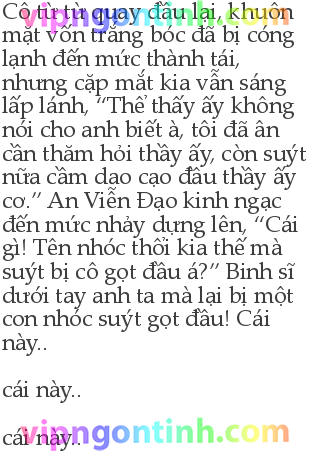 Cô từ từ quay đầu lại, khuôn
mặt vốn trắng bóc đã bị cóng
lạnh đến mức thành tái,
nhưng cặp mắt kia vẫn sáng
lấp lánh, “Thể thấy ấy không
nói cho anh biết à, tôi đã ân
cần thăm hỏi thầy ấy, còn suýt
nữa cầm dao cạo đầu thầy ấy
cơ.” An Viễn Đạo kinh ngạc
đến mức nhảy dựng lên, “Cái
gì! Tên nhóc thổi kia thế mà
suýt bị cô gọt đầu á?” Binh sĩ
dưới tay anh ta mà lại bị một
con nhóc suýt gọt đầu! Cái
này..
cái này..
cái này..
vipngontinh.com
vipngontinh.com